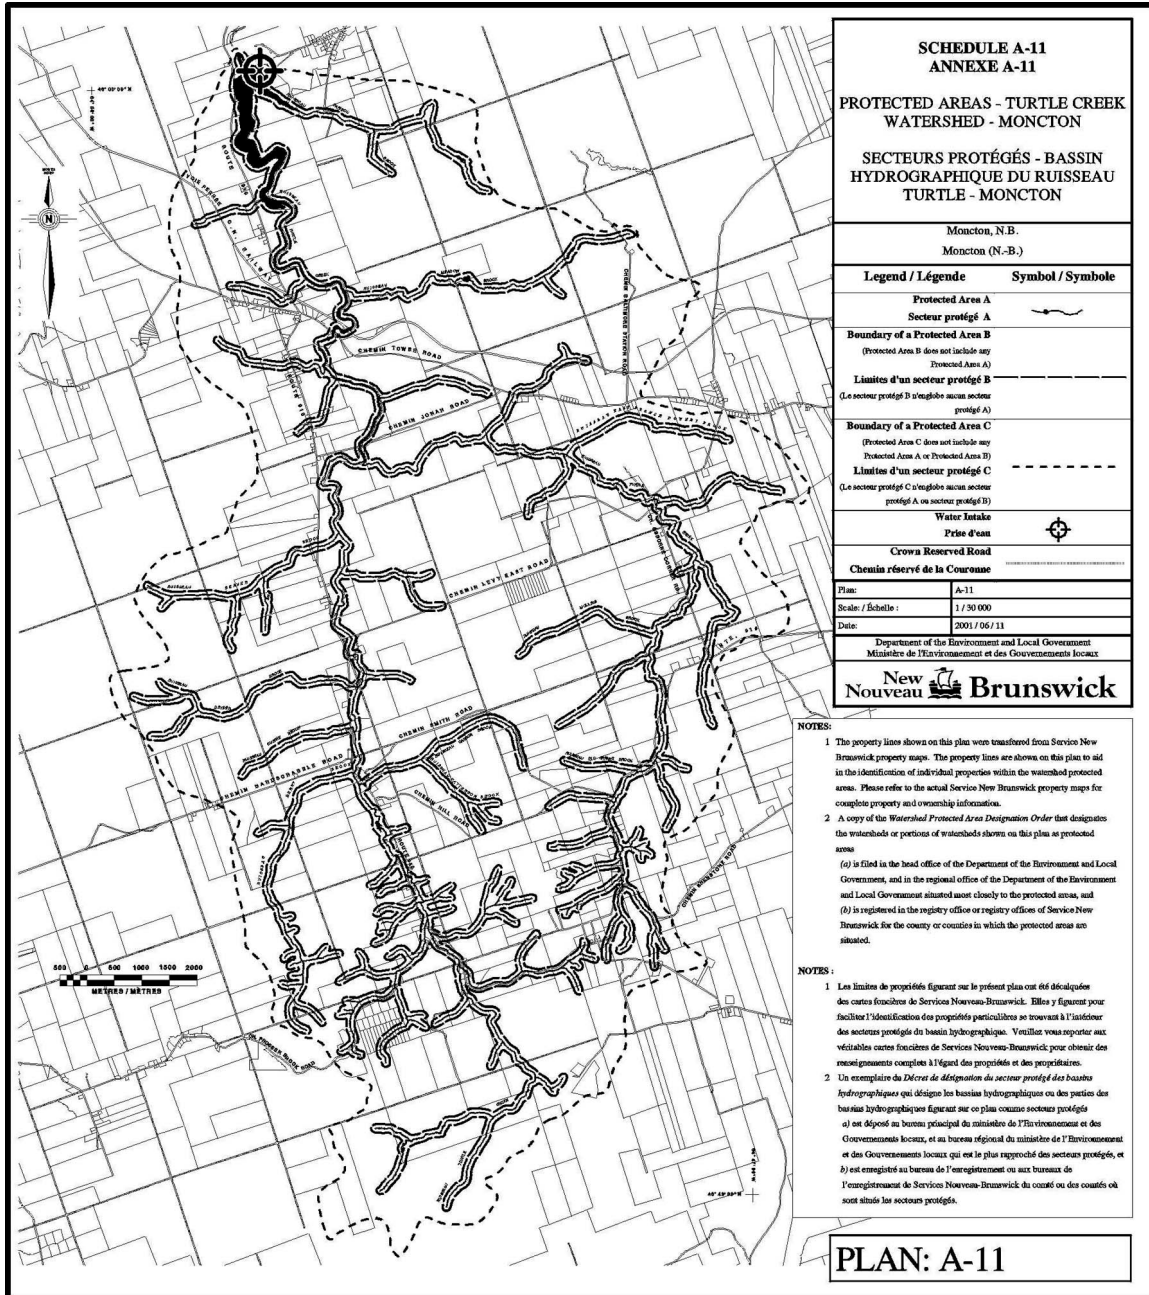 SCHEDULE A-11
ANNEXE A-11
PROTECTED AREAS - TURTLE CREEK
WATERSHED - MONCTON
SECTEURS PROTÉGÉS - BASSIN
HYDROGRAPHIQUE DU RUISSEAU
TURTLE - MONCTON
Moncton, N.B.
Moncton (N.-B.)
Legend / Légende Symbol / Symbole
Protected Area A
Secteur protégé A
Boundary of a Protected Area B
(Protected Area B does not include any
Protected Area A)
Limites d'un secteur protégé B
(Le secteur protégé B n'englobe aucun secteur
protégé A)
Boundary of a Protected Area C
(Protected Area C does not include any
Protected Area A or Protected Area B)
Limites d'un secteur protégé C
(Le secteur protégé C n'englobe aucun secteur
protégé A ou secteur protégé B)
Water Intake
Prise d'eau
Crown Reserved Road
Chemin réservé de la Couronne
Plan: A-11
Scale: / Échelle : 1 / 30 000
Date: 2001 / 06 / 11
Department of the Environment and Local Government
Ministère de l'Environnement et des Gouvernements locaux
New
Nouveau Brunswick
NOTES:
1 The property lines shown on this plan were transferred from Service New
Brunswick property maps. The property lines are shown on this plan to aid
in the identification of individual properties within the watershed protected
areas. Please refer to the actual Service New Brunswick property maps for
complete property and ownership information.
2 A copy of the Watershed Protected Area Designation Order that designates
the watersheds or portions of watersheds shown on this plan as protected
areas
(a) is filed in the head office of the Department of the Environment and Local
Government, and in the regional office of the Department of the Environment
and Local Government situated most closely to the protected areas, and
(b) is registered in the registry office or registry offices of Service New
Brunswick for the county or counties in which the protected areas are
situated.
NOTES :
1 Les limites de propriétés figurant sur le présent plan ont été décalquées
des cartes foncières de Services Nouveau-Brunswick. Elles y figurent pour
faciliter l'identification des propriétés particulières se trouvant à l'intérieur
des secteurs protégés du bassin hydrographique. Veuillez vous reporter aux
véritables cartes foncières de Services Nouveau-Brunswick pour obtenir des
renseignements complets à l'égard des propriétés et des propriétaires.
2 Un exemplaire du Décret de désignation du secteur protégé des bassins
hydrographiques qui désigne les bassins hydrographiques ou des parties des
bassins hydrographiques figurant sur ce plan comme secteurs protégés
a) est déposé au bureau principal du ministère de l'Environnement et des
Gouvernements locaux, et au bureau régional du ministère de l'Environnement
et des Gouvernements locaux qui est le plus rapproché des secteurs protégés, et
b) est enregistré au bureau de l'enregistrement ou aux bureaux de
l'enregistrement de Services Nouveau-Brunswick du comté ou des comtés où
sont situés les secteurs protégés.
PLAN: A-11
N
ROUTE
C.N. RAILWAY
CHEMIN TOWER ROAD
CHEMIN JONAH ROAD
CHEMIN BALTIMORE STATION ROAD
CHEMIN LEVY EAST ROAD
CHEMIN SMITH ROAD
CHEMIN SANDSCRABBLE ROAD
CHEMIN HILL ROAD
500 0 500 1000 1500 2000
METRES / MÈTRES